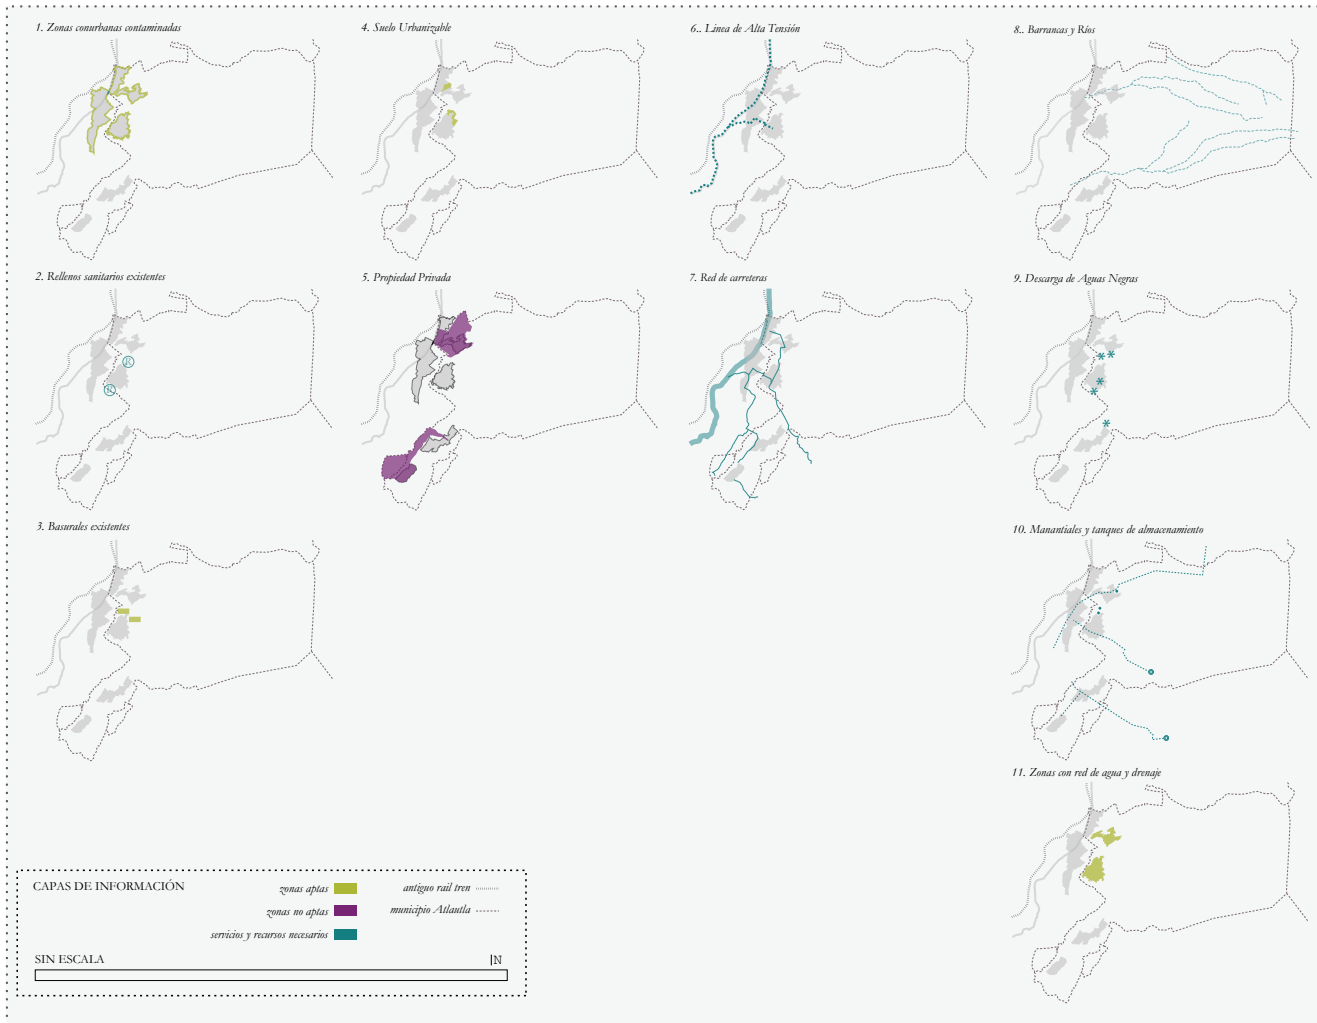 1. Zonas conurbanas contaminadas
4. Suelo Urbanizable
6.. Linea de Alta Tensión
8.. Barrancas y Ríos
2. Rellenos sanitarios existentes
5. Propiedad Privada
7. Red de carreteras
9. Descarga de Aguas Negras
R
R
3. Basurales existentes
10. Manantiales y tanques de almacenamiento
11. Zonas con red de agua y drenaje
CAPAS DE INFORMACIÓN
zonas aptas
antiguo rail tren
zonas no aptas
municipio Atlautla
servicios y recursos necesarios
SIN ESCALA
N